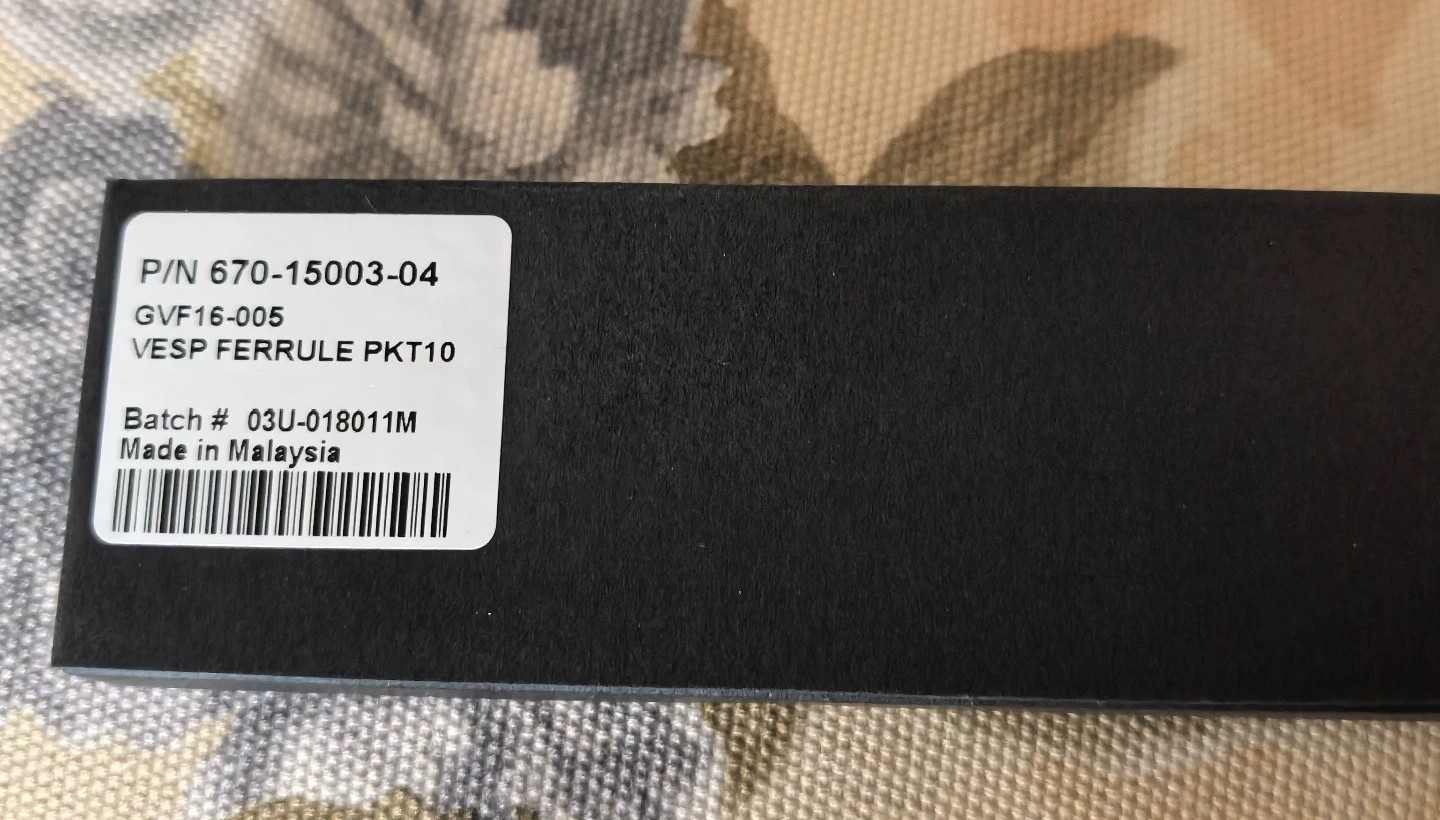 P/N 670-15003-04
GVF16-005
VESP FERRULE PKT10
Batch # 03U-018011M
Made in Malaysia